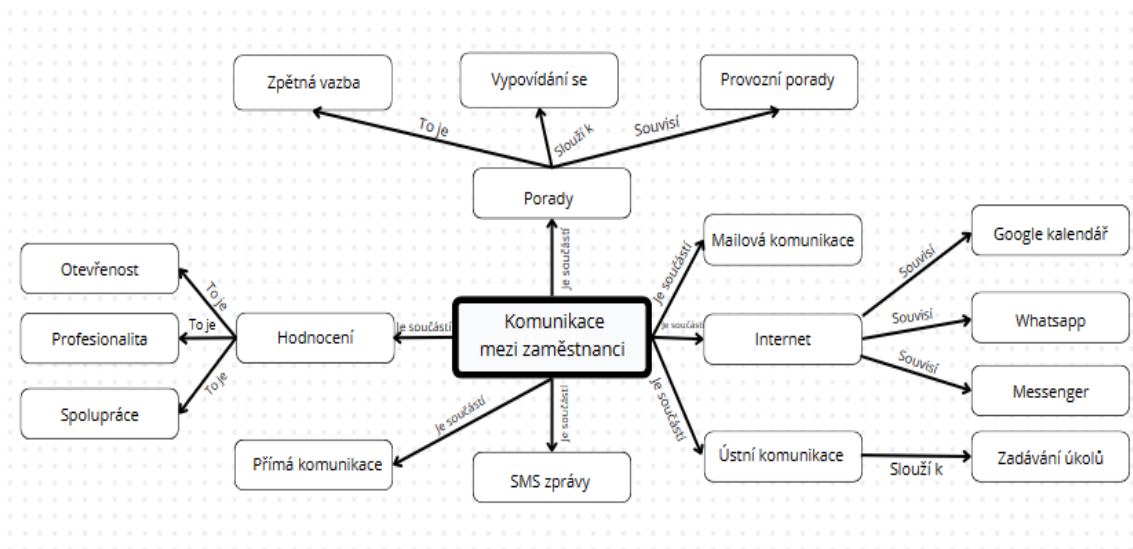 Zpětná vazba
Vypovídání se
Provozní porady
To je
Slouží k
Souvisí
Porady
Je součástí
Mailová komunikace
Google kalendář
Je součástí
Souvisí
Otevřenost
To je
Profesionalita
To je
Hodnocení
Je součástí
Komunikace
mezi zaměstnanci
Je součástí
Internet
Souvisí
Whatsapp
Souvisí
Messenger
To je
Spolupráce
Je součástí
Přímá komunikace
Je součástí
SMS zprávy
Je součástí
Ústní komunikace
Slouží k
Zadávání úkolů